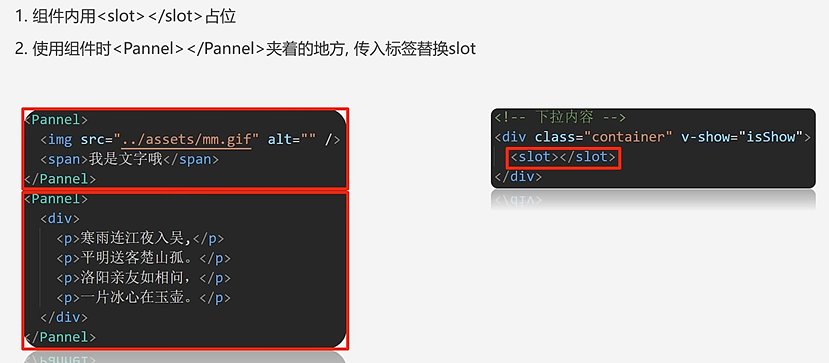 1. 组件内用<slot></slot>占位
2. 使用组件时<Pannel></Pannel>夹着的地方, 传入标签替换slot
<Pannel>
<img src="../assets/mm.gif" alt="" />
<span>我是文字哦</span>
</Pannel>
<Pannel>
<div>
<p>寒雨连江夜入吴,</p>
<p>平明送客楚山孤。</p>
<p>洛阳亲友如相问，</p>
<p>一片冰心在玉壶。</p>
</div>
</Pannel>
<!-- 下拉内容 -->
<div class="container" v-show="isShow">
<slot></slot>
</div>